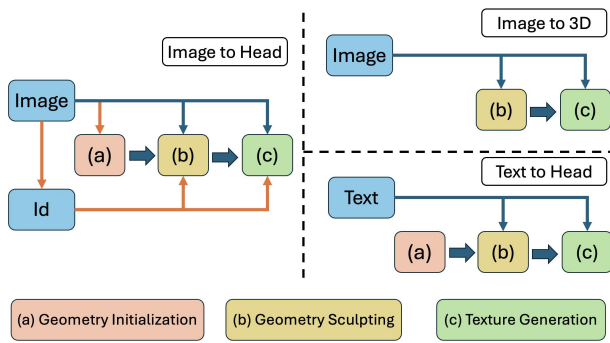 Image to Head
Image
(a)
(b)
(c)
Id
Image to 3D
Image
(b)
(c)
Text to Head
Text
(a)
(b)
(c)
(a) Geometry Initialization
(b) Geometry Sculpting
(c) Texture Generation